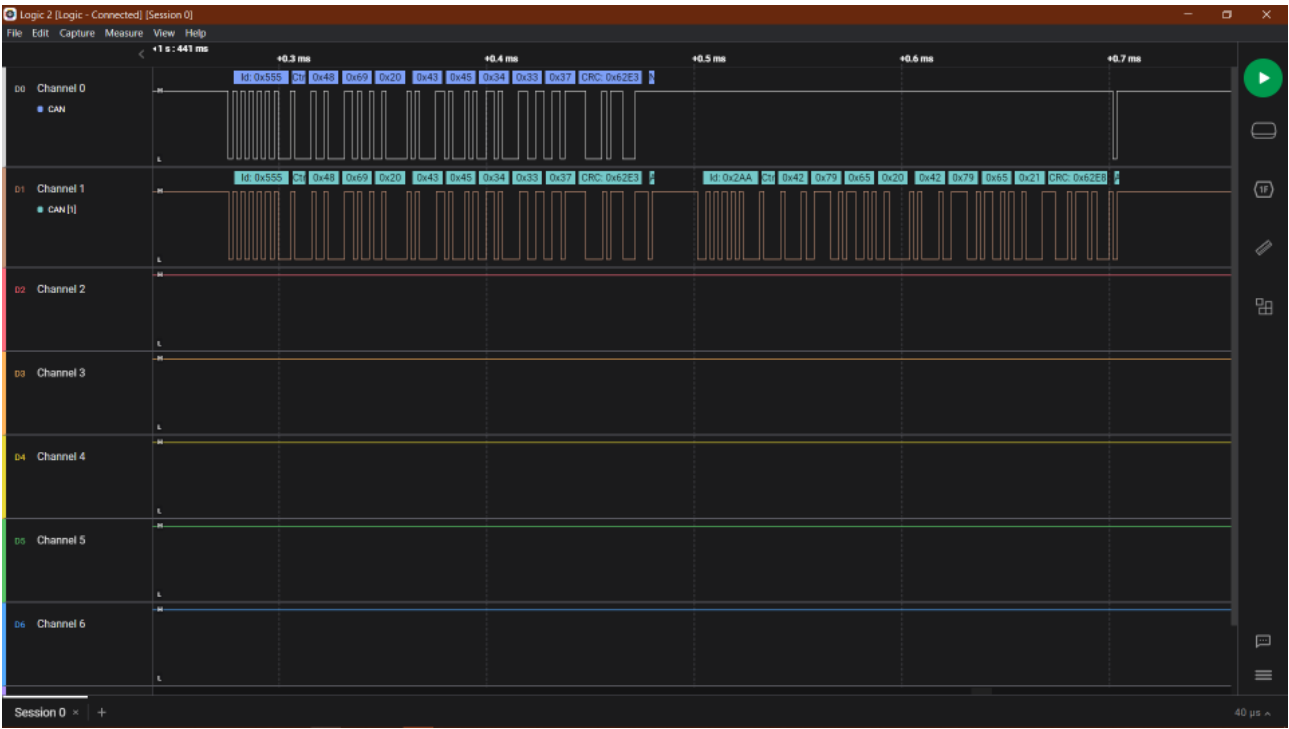 Logic 2 [Logic - Connected] [Session 0]
File Edit Capture Measure View Help
+1 s : 441 ms
+0.3 ms +0.4 ms +0.5 ms +0.6 ms +0.7 ms
D0 Channel 0
CAN
H
L
Id: 0x555 Ctr 0x48 0x69 0x20 0x43 0x45 0x34 0x33 0x37 CRC: 0x62E3 N
D1 Channel 1
CAN [1]
H
L
Id: 0x555 Ctr 0x48 0x69 0x20 0x43 0x45 0x34 0x33 0x37 CRC: 0x62E3 Id: 0x2AA Ctr 0x42 0x79 0x65 0x20 0x42 0x79 0x65 0x21 CRC: 0x62E8
D2 Channel 2
H
L
D3 Channel 3
H
L
D4 Channel 4
H
L
D5 Channel 5
H
L
D6 Channel 6
H
L
1F
Session 0 × +
40 µs